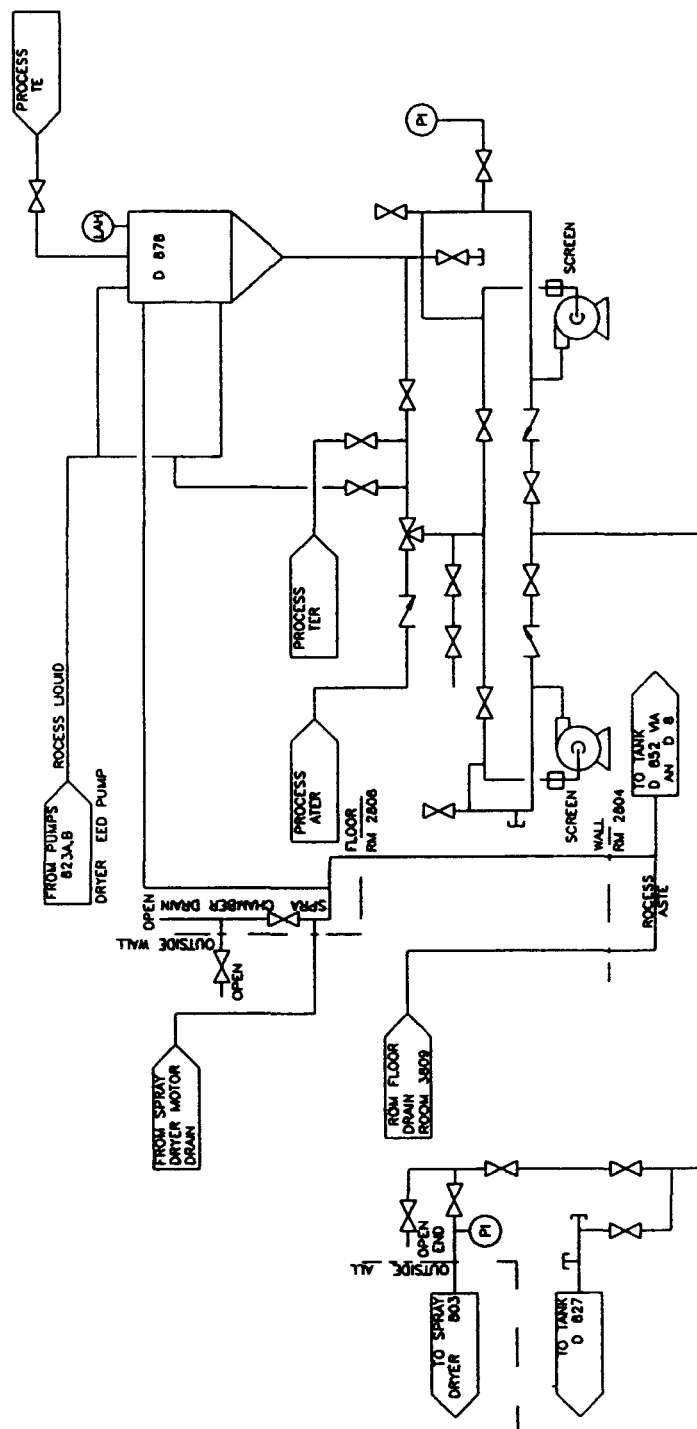 PROCESS
TE
LAH
D 878
PI
SCREEN
FROM PUMPS
823A,B
ROCESS LIQUID
DRYER EED PUMP
PROCESS
TER
PROCESS
ATER
FLOOR
RM 2806
OPEN
SPRA CHAMBER DRAIN
OUTSIDE WALL
OPEN
FROM SPRAY
DRYER MOTOR
DRAIN
SCREEN
WALL
RM 2804
TO TANK
D 852 VIA
AN D 8
ROCESS
ASTE
ROM FLOOR
DRAIN
ROOM 3809
OPEN
END
PI
OUTSIDE ALL
TO SPRAY
DRYER 803
TO TANK
D 827